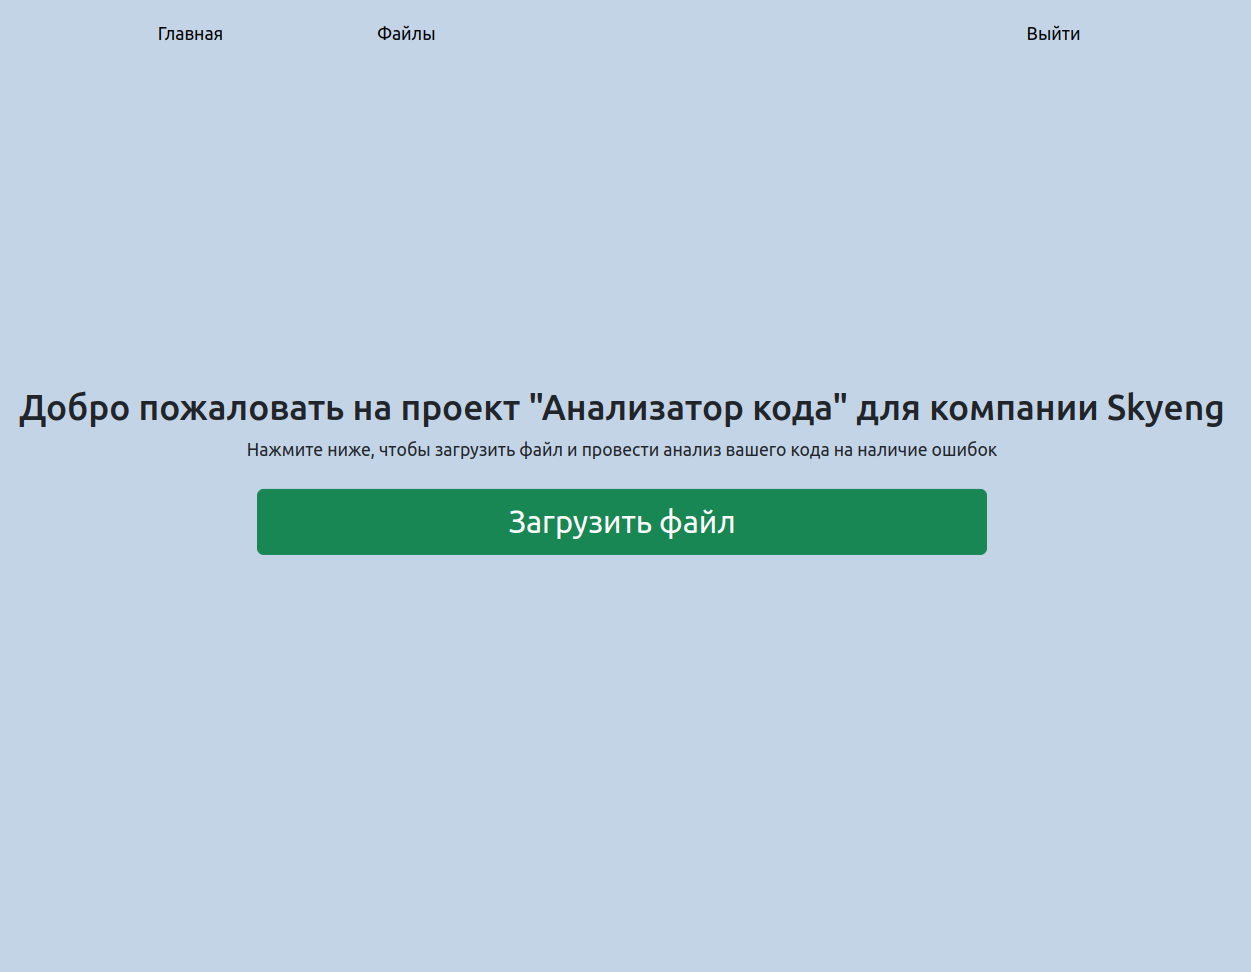 Главная Файлы Выйти
Добро пожаловать на проект "Анализатор кода" для компании Skyeng
Нажмите ниже, чтобы загрузить файл и провести анализ вашего кода на наличие ошибок
Загрузить файл